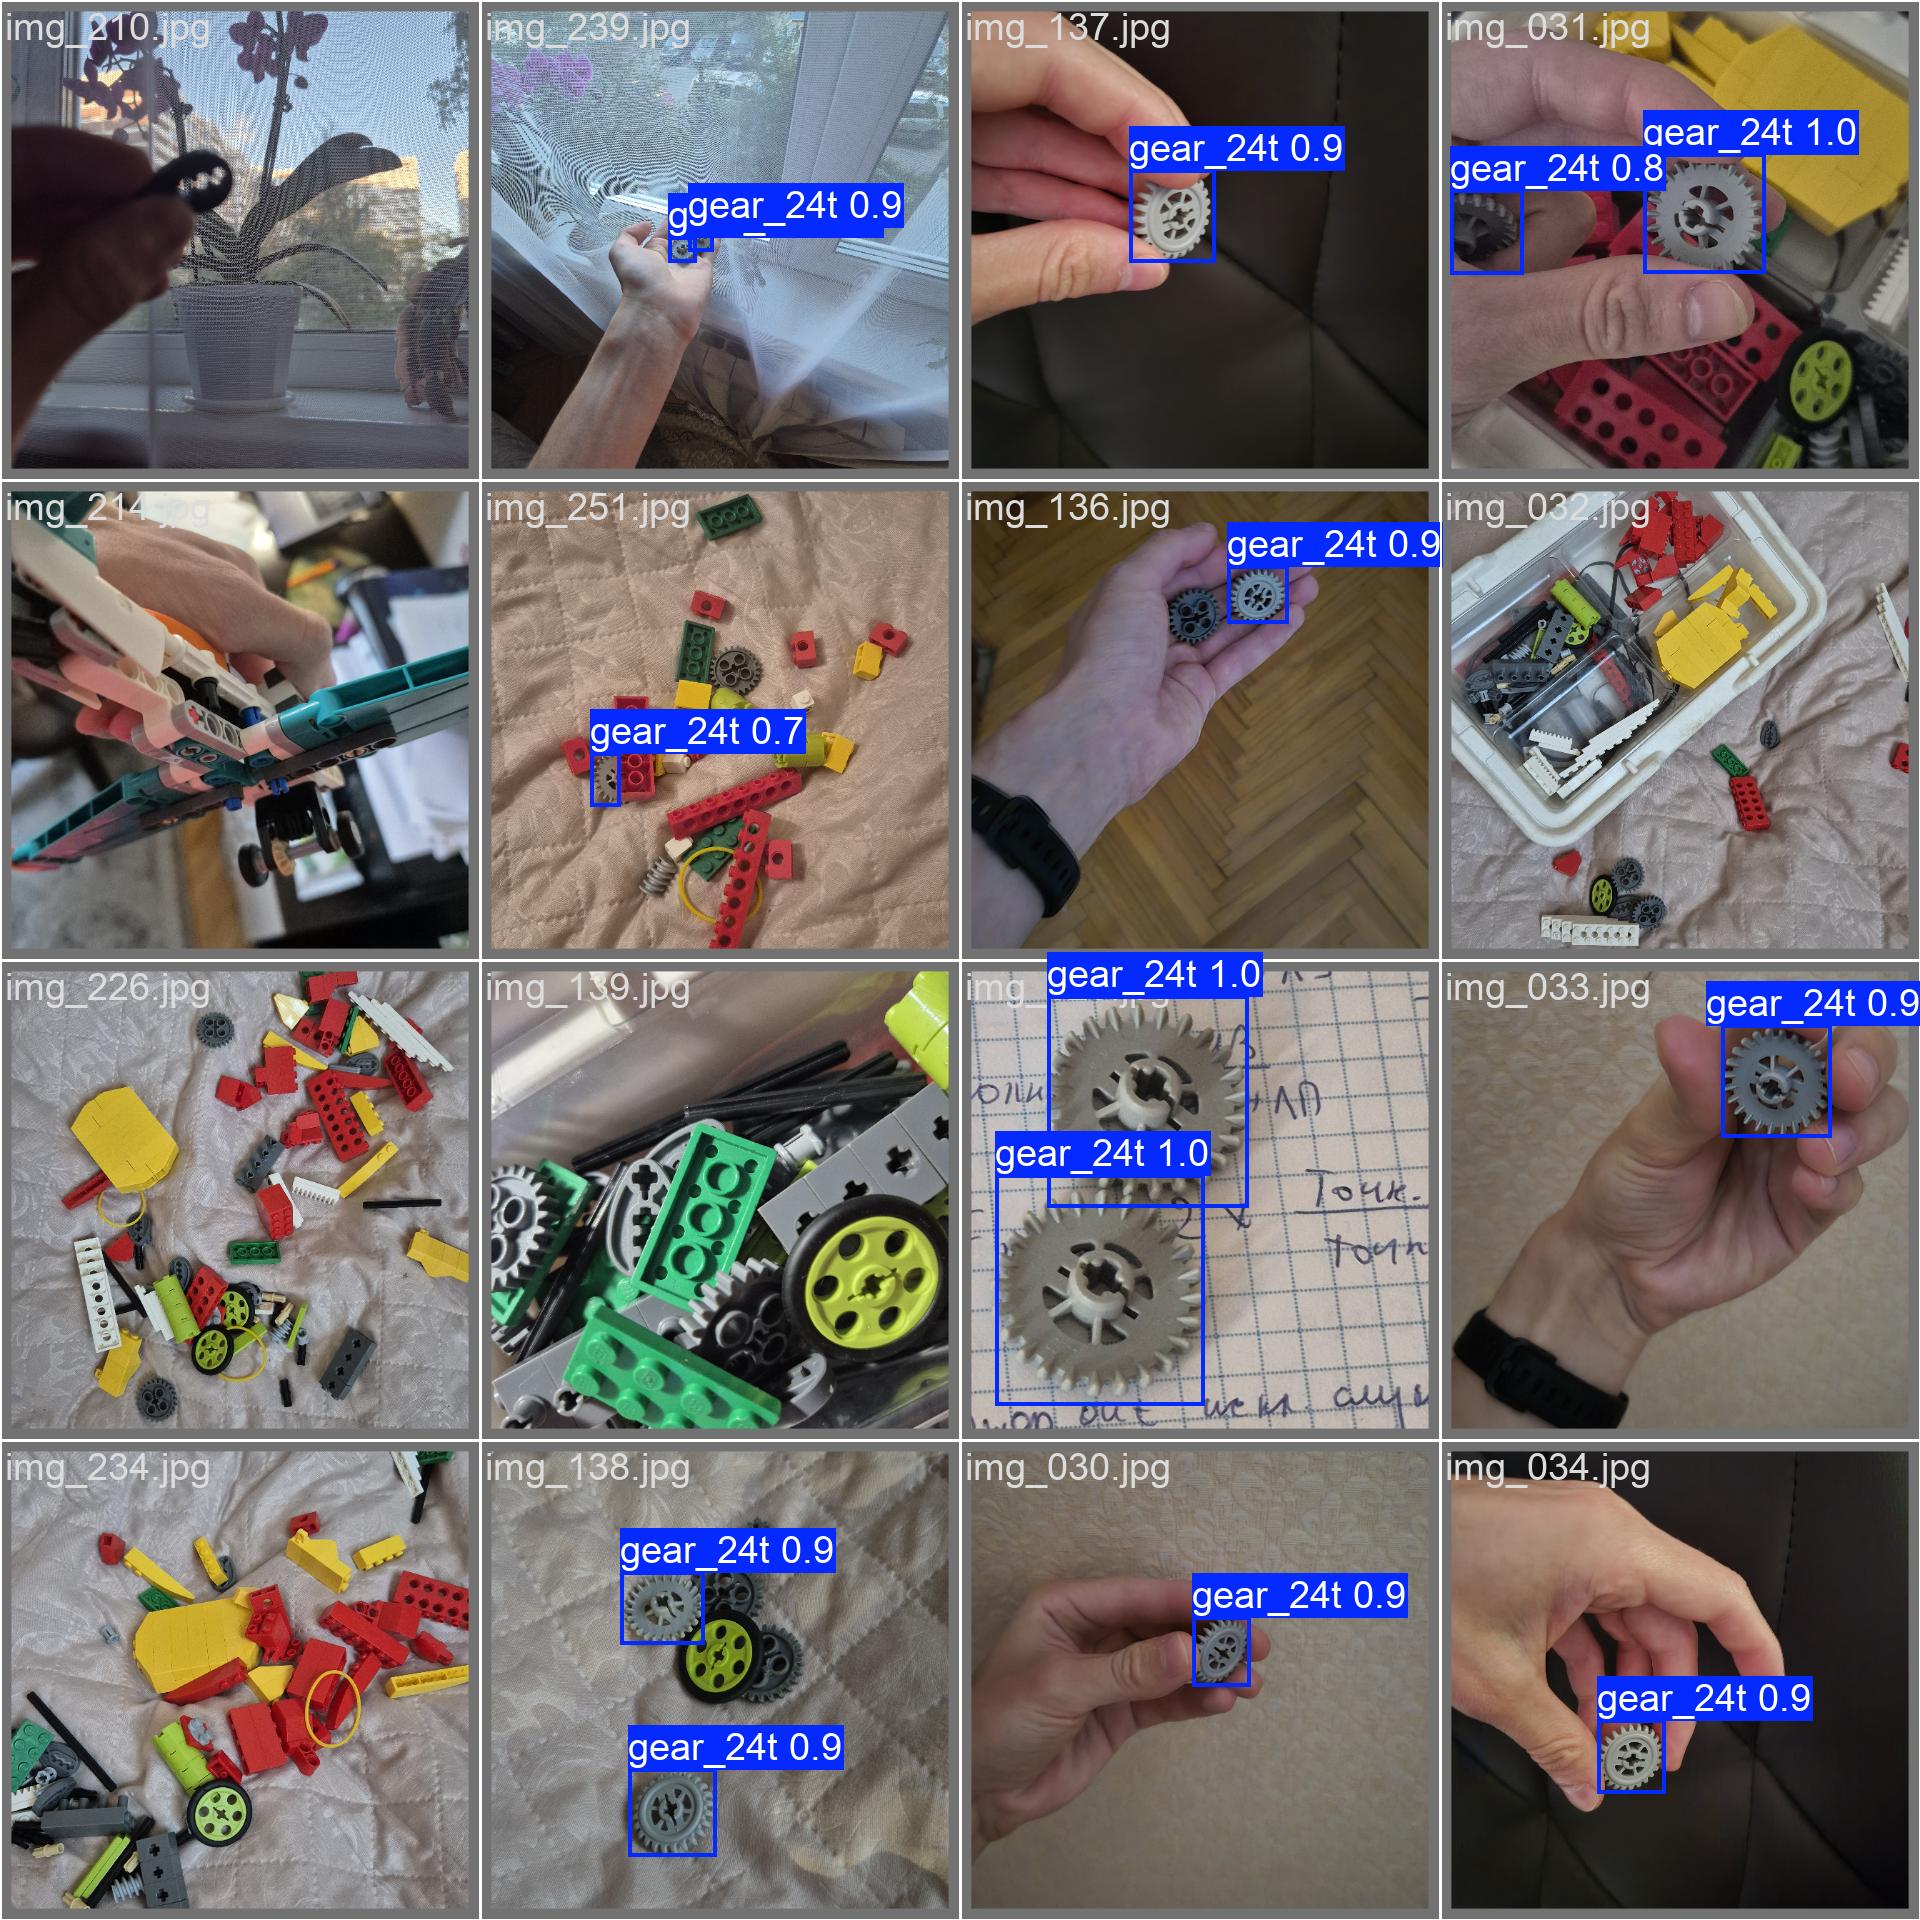 img_210.jpg
img_239.jpg
g
gear_24t 0.9
img_137.jpg
gear_24t 0.9
img_031.jpg
gear_24t 1.0
gear_24t 0.8
img_214.jpg
img_251.jpg
gear_24t 0.7
img_136.jpg
gear_24t 0.9
img_032.jpg
img_226.jpg
img_139.jpg
gear_24t 1.0
img_
jpg
gear_24t 1.0
Точк.
img_033.jpg
gear_24t 0.9
img_234.jpg
img_138.jpg
gear_24t 0.9
gear_24t 0.9
img_030.jpg
gear_24t 0.9
img_034.jpg
gear_24t 0.9